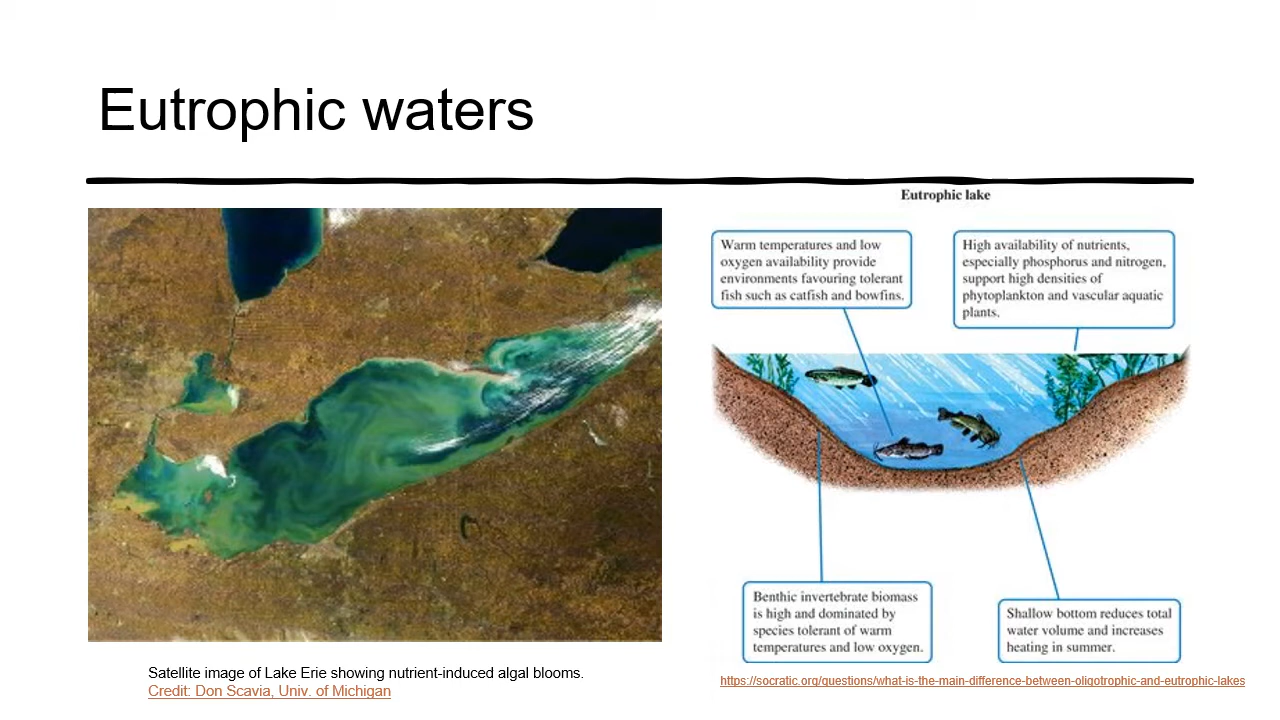 Eutrophic waters
Eutrophic lake
Warm temperatures and low
oxygen availability provide
environments favouring tolerant
fish such as catfish and bowfins.
High availability of nutrients,
especially phosphorus and nitrogen,
support high densities of
phytoplankton and vascular aquatic
plants.
Benthic invertebrate biomass
is high and dominated by
species tolerant of warm
temperatures and low oxygen.
Shallow bottom reduces total
water volume and increases
heating in summer.
Satellite image of Lake Erie showing nutrient-induced algal blooms.
Credit: Don Scavia, Univ. of Michigan
https://socratic.org/questions/what-is-the-main-difference-between-oligotrophic-and-eutrophic-lakes